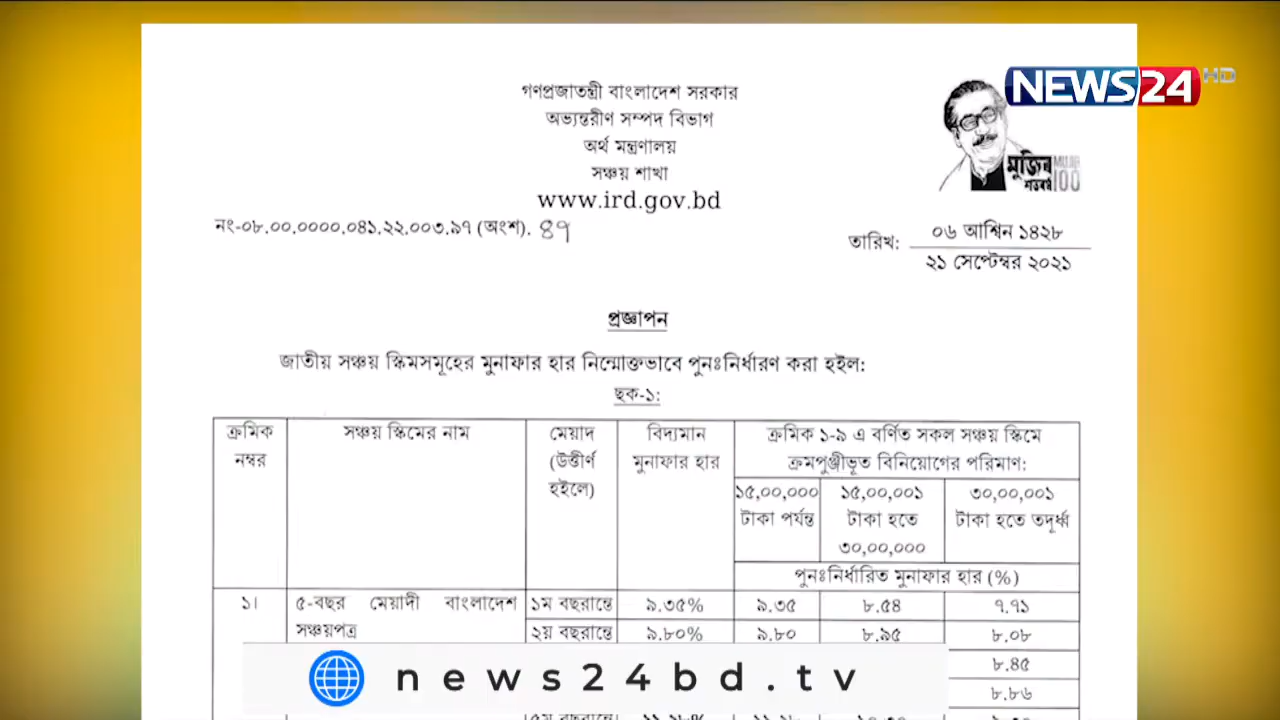 NEWS24 HD
গণপ্রজাতন্ত্রী বাংলাদেশ সরকার
অভ্যন্তরীণ সম্পদ বিভাগ
অর্থ মন্ত্রণালয়
সঞ্চয় শাখা
www.ird.gov.bd
মুজিব MUJIB
শতবর্ষ 100
নং-০৮.০০.০০০০.০৪১.২২.০০৩.৯৭ (অংশ). ৪৭
তারিখ: ০৬ আশ্বিন ১৪২৮
২১ সেপ্টেম্বর ২০২১
প্রজ্ঞাপন
জাতীয় সঞ্চয় স্কিমসমূহের মুনাফার হার নিন্মোক্তভাবে পুনঃনির্ধারণ করা হইল:
ছক-১:
ক্রমিক সঞ্চয় স্কিমের নাম মেয়াদ বিদ্যমান ক্রমিক ১-৯ এ বর্ণিত সকল সঞ্চয় স্কিমে
নম্বর (উত্তীর্ণ মুনাফার হার ক্রমপুঞ্জীভূত বিনিয়োগের পরিমাণ:
হইলে) ১৫,০০,০০০ ১৫,০০,০০১ ৩০,০০,০০১
টাকা পর্যন্ত টাকা হতে টাকা হতে তদূর্ধ্ব
৩০,০০,০০০
পুনঃনির্ধারিত মুনাফার হার (%)
১। ৫-বছর মেয়াদী বাংলাদেশ ১ম বছরান্তে ৯.৩৫% ৯.৩৫ ৮.৫৪ ৭.৭১
সঞ্চয়পত্র ২য় বছরান্তে ৯.৮০% ৯.৮০ ৮.৯৫ ৮.০৮
৮.৪৫
news24bd.tv
৮.৮৬